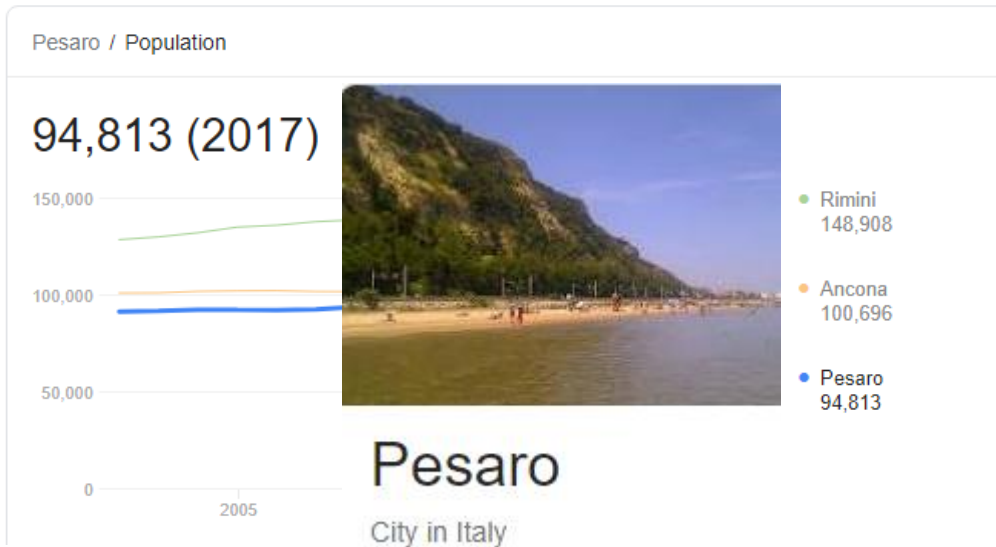 Pesaro / Population
94,813 (2017)
150,000
100,000
50,000
0
2005
Rimini
148,908
Ancona
100,696
Pesaro
94,813
Pesaro
City in Italy